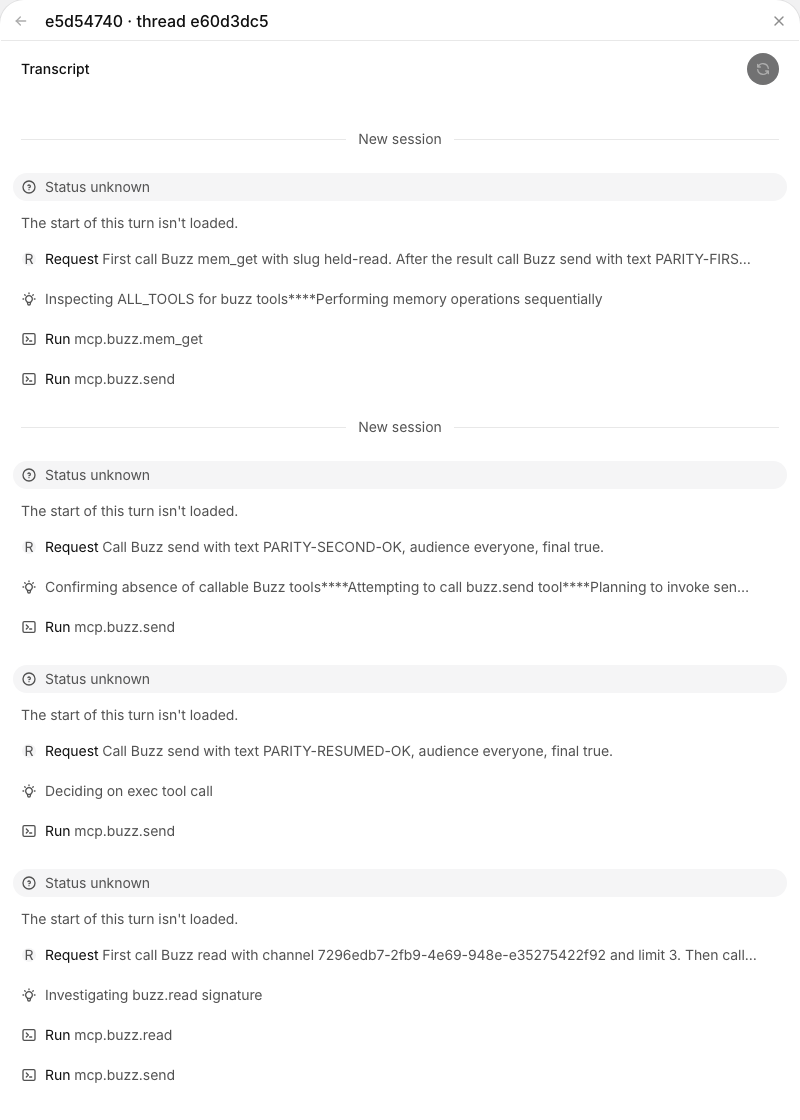 e5d54740 · thread e60d3dc5
Transcript
New session
Status unknown
The start of this turn isn't loaded.
R Request First call Buzz mem_get with slug held-read. After the result call Buzz send with text PARITY-FIRS...
Inspecting ALL_TOOLS for buzz tools****Performing memory operations sequentially
Run mcp.buzz.mem_get
Run mcp.buzz.send
New session
Status unknown
The start of this turn isn't loaded.
R Request Call Buzz send with text PARITY-SECOND-OK, audience everyone, final true.
Confirming absence of callable Buzz tools****Attempting to call buzz.send tool****Planning to invoke sen...
Run mcp.buzz.send
Status unknown
The start of this turn isn't loaded.
R Request Call Buzz send with text PARITY-RESUMED-OK, audience everyone, final true.
Deciding on exec tool call
Run mcp.buzz.send
Status unknown
The start of this turn isn't loaded.
R Request First call Buzz read with channel 7296edb7-2fb9-4e69-948e-e35275422f92 and limit 3. Then call...
Investigating buzz.read signature
Run mcp.buzz.read
Run mcp.buzz.send